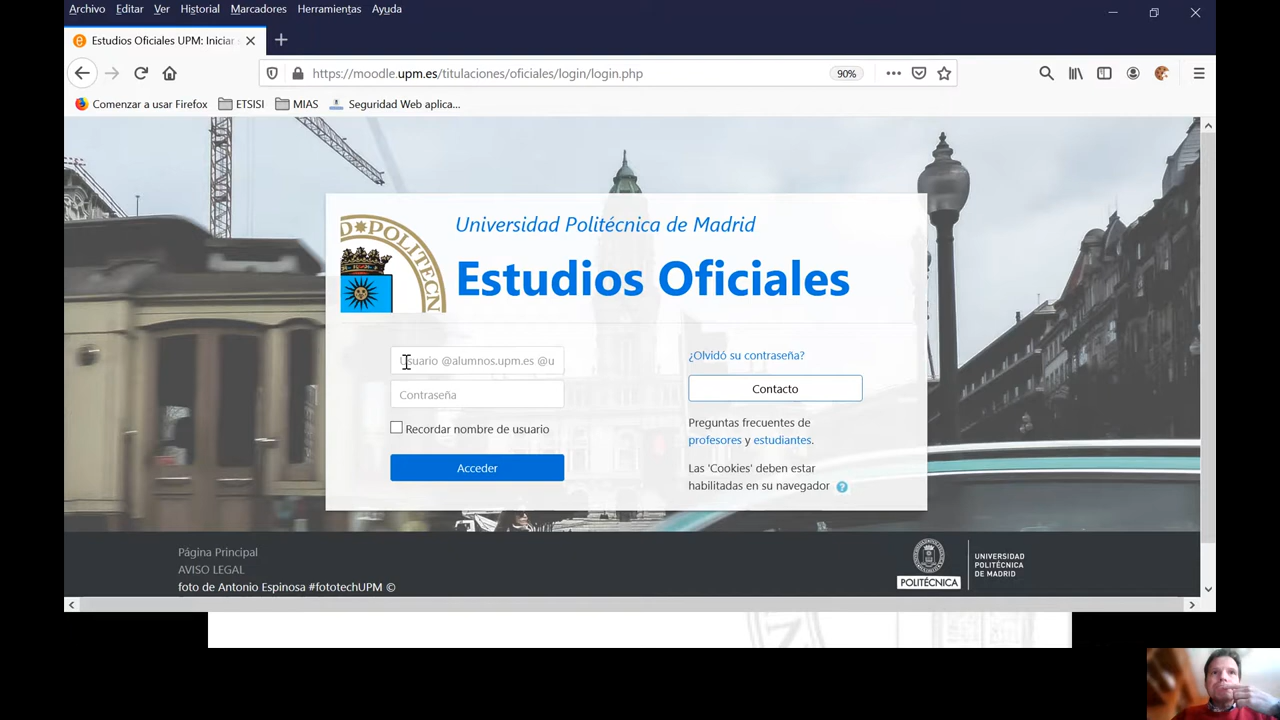 Archivo Editar Ver Historial Marcadores Herramientas Ayuda
Estudios Oficiales UPM: Iniciar
https://moodle.upm.es/titulaciones/oficiales/login/login.php
90%
Comenzar a usar Firefox ETSISI MIAS Seguridad Web aplica...
Universidad Politécnica de Madrid
Estudios Oficiales
D POLITECN
Usuario @alumnos.upm.es @u
Contraseña
Recordar nombre de usuario
Acceder
¿Olvidó su contraseña?
Contacto
Preguntas frecuentes de
profesores y estudiantes.
Las 'Cookies' deben estar
habilitadas en su navegador ?
Página Principal
AVISO LEGAL
foto de Antonio Espinosa #fototechUPM ©
POLITÉCNICA
UNIVERSIDAD
POLITÉCNICA
DE MADRID